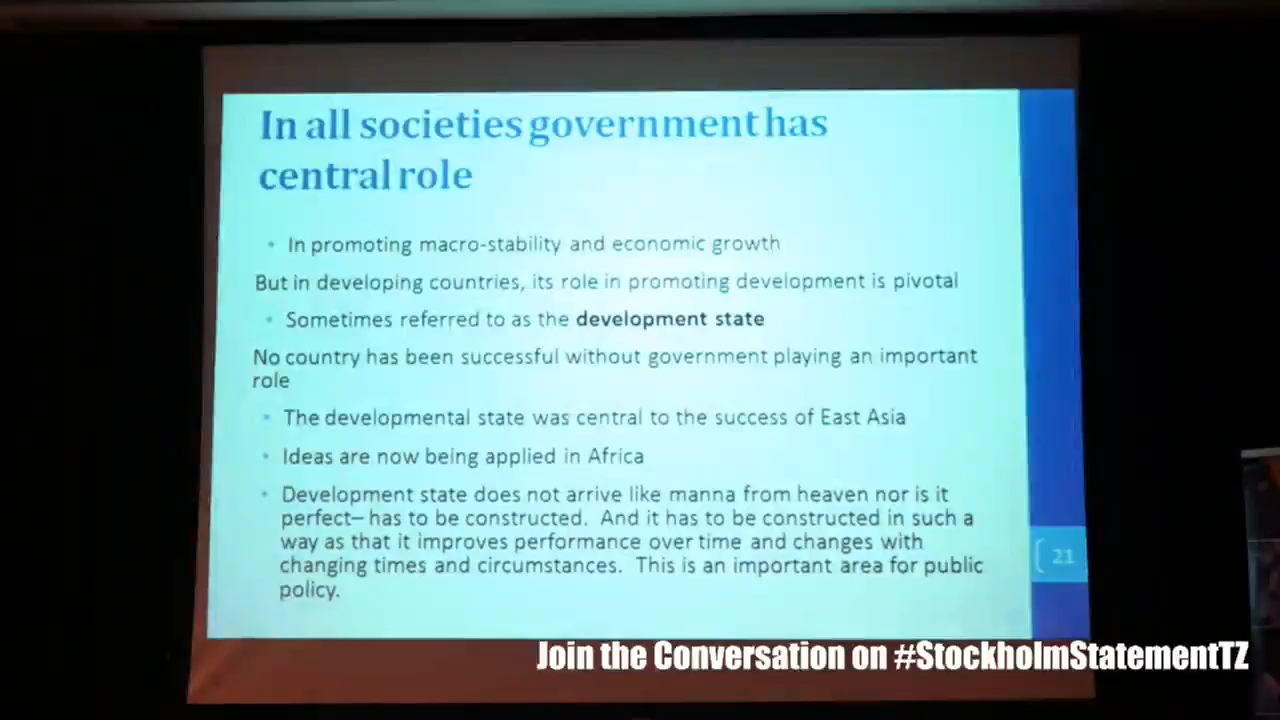 In all societies government has
central role
• In promoting macro-stability and economic growth
But in developing countries, its role in promoting development is pivotal
• Sometimes referred to as the development state
No country has been successful without government playing an important
role
• The developmental state was central to the success of East Asia
• Ideas are now being applied in Africa
• Development state does not arrive like manna from heaven nor is it
perfect– has to be constructed. And it has to be constructed in such a
way as that it improves performance over time and changes with
changing times and circumstances. This is an important area for public
policy.
21
Join the Conversation on #StockholmStatementTZ